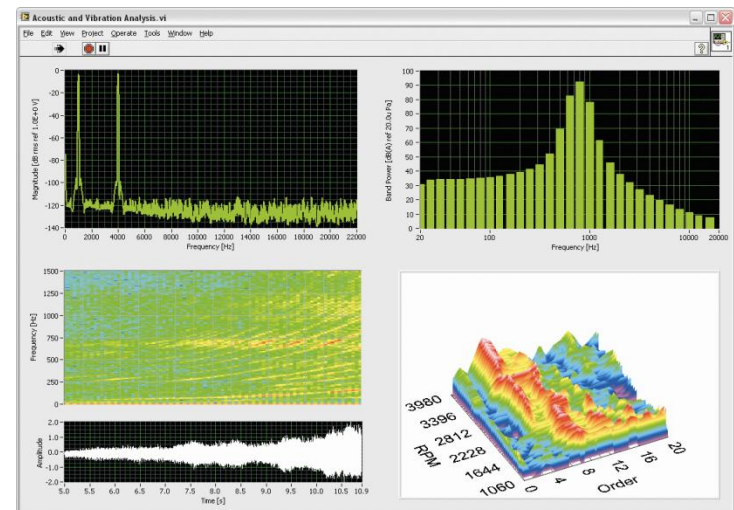 Acoustic and Vibration Analysis.vi
File Edit View Project Operate Tools Window Help
?
1
Magnitude [dB rms ref 1.0E+0 V]
0
-20
-40
-60
-80
-100
-120
-140
0 2000 4000 6000 8000 10000 12000 14000 16000 18000 20000 22000
Frequency [Hz]
Band Power [dB(A) ref 20.0u Pa]
100
90
80
70
60
50
40
30
20
10
0
20 100 1000 10000 20000
Frequency [Hz]
Frequency [Hz]
1500
1250
1000
750
500
250
0
Amplitude
2.0
1.0
0.0
-1.0
-2.0
5.0 5.5 6.0 6.5 7.0 7.5 8.0 8.5 9.0 9.5 10.0 10.5 10.9
Time [s]
3980
3396
2812
2228
1644
1060
RPM
0 4 8 12 16 20
Order